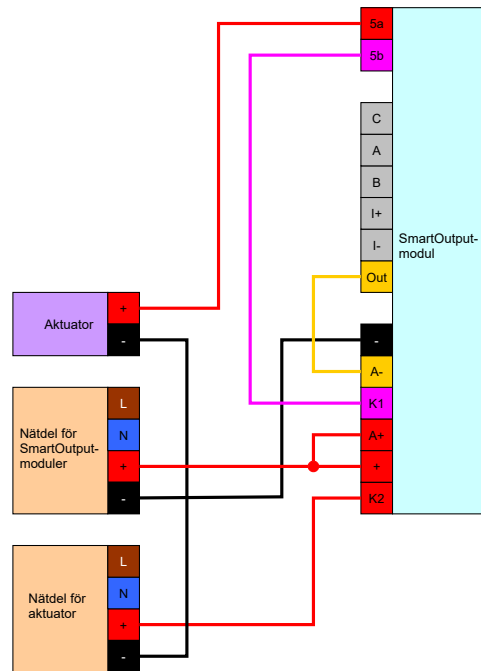 5a
5b
C
A
B
I+
I-
Out
SmartOutput-
modul
-
A-
K1
A+
+
K2
Aktuator
+
-
Nätdel för
SmartOutput-
moduler
L
N
+
-
Nätdel för
aktuator
L
N
+
-